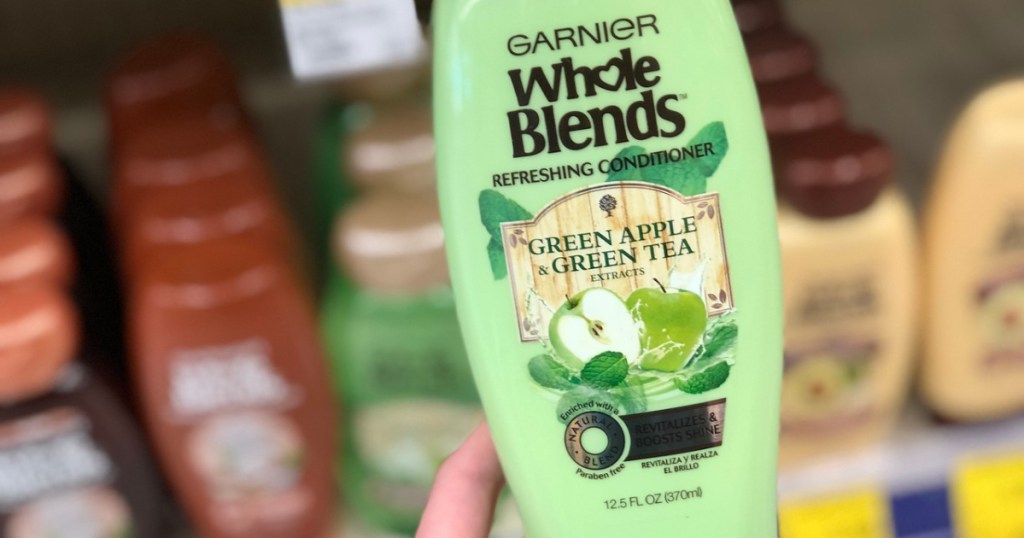 GARNIER
Whole
Blends™
REFRESHING CONDITIONER
GREEN APPLE
& GREEN TEA
EXTRACTS
Enriched with a
NATURAL
BLEND
Paraben free
REVITALIZES &
BOOSTS SHINE
REVITALIZA Y REALZA
EL BRILLO
12.5 FL OZ (370ml)